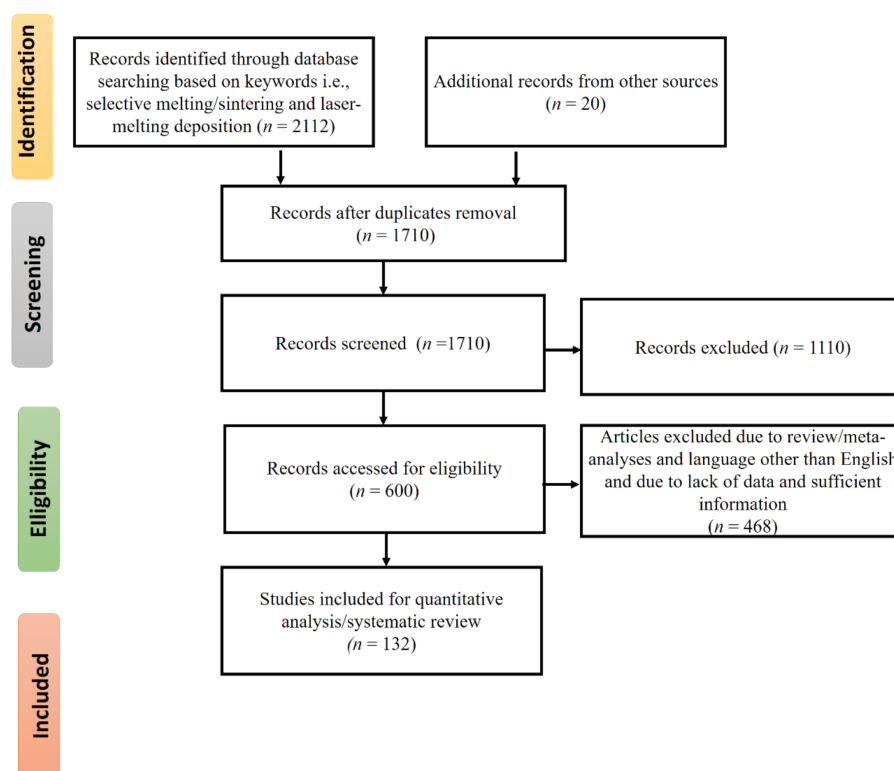 Identification
Records identified through database
searching based on keywords i.e.,
selective melting/sintering and laser-
melting deposition (n = 2112)
Additional records from other sources
(n = 20)
Screening
Records after duplicates removal
(n = 1710)
Records screened (n =1710)
Records excluded (n = 1110)
Elligibility
Records accessed for eligibility
(n = 600)
Articles excluded due to review/meta-
analyses and language other than English
and due to lack of data and sufficient
information
(n = 468)
Included
Studies included for quantitative
analysis/systematic review
(n = 132)